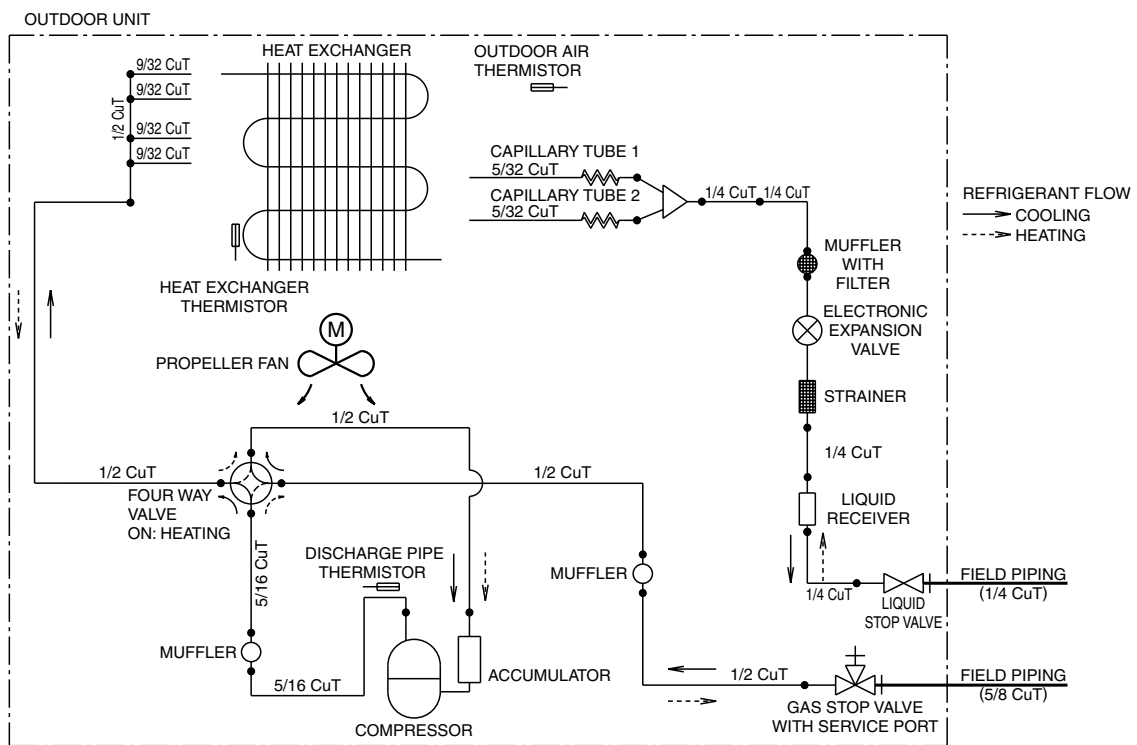 OUTDOOR UNIT
9/32 CuT
9/32 CuT
9/32 CuT
9/32 CuT
1/2 CuT
HEAT EXCHANGER
OUTDOOR AIR
THERMISTOR
CAPILLARY TUBE 1
5/32 CuT
CAPILLARY TUBE 2
5/32 CuT
1/4 CuT
1/4 CuT
REFRIGERANT FLOW
COOLING
HEATING
MUFFLER
WITH
FILTER
HEAT EXCHANGER
THERMISTOR
ELECTRONIC
EXPANSION
VALVE
M
PROPELLER FAN
STRAINER
1/2 CuT
1/4 CuT
1/2 CuT
1/2 CuT
FOUR WAY
VALVE
ON: HEATING
LIQUID
RECEIVER
5/16 CuT
DISCHARGE PIPE
THERMISTOR
MUFFLER
1/4 CuT
LIQUID
STOP VALVE
FIELD PIPING
(1/4 CuT)
MUFFLER
5/16 CuT
ACCUMULATOR
COMPRESSOR
1/2 CuT
GAS STOP VALVE
WITH SERVICE PORT
FIELD PIPING
(5/8 CuT)